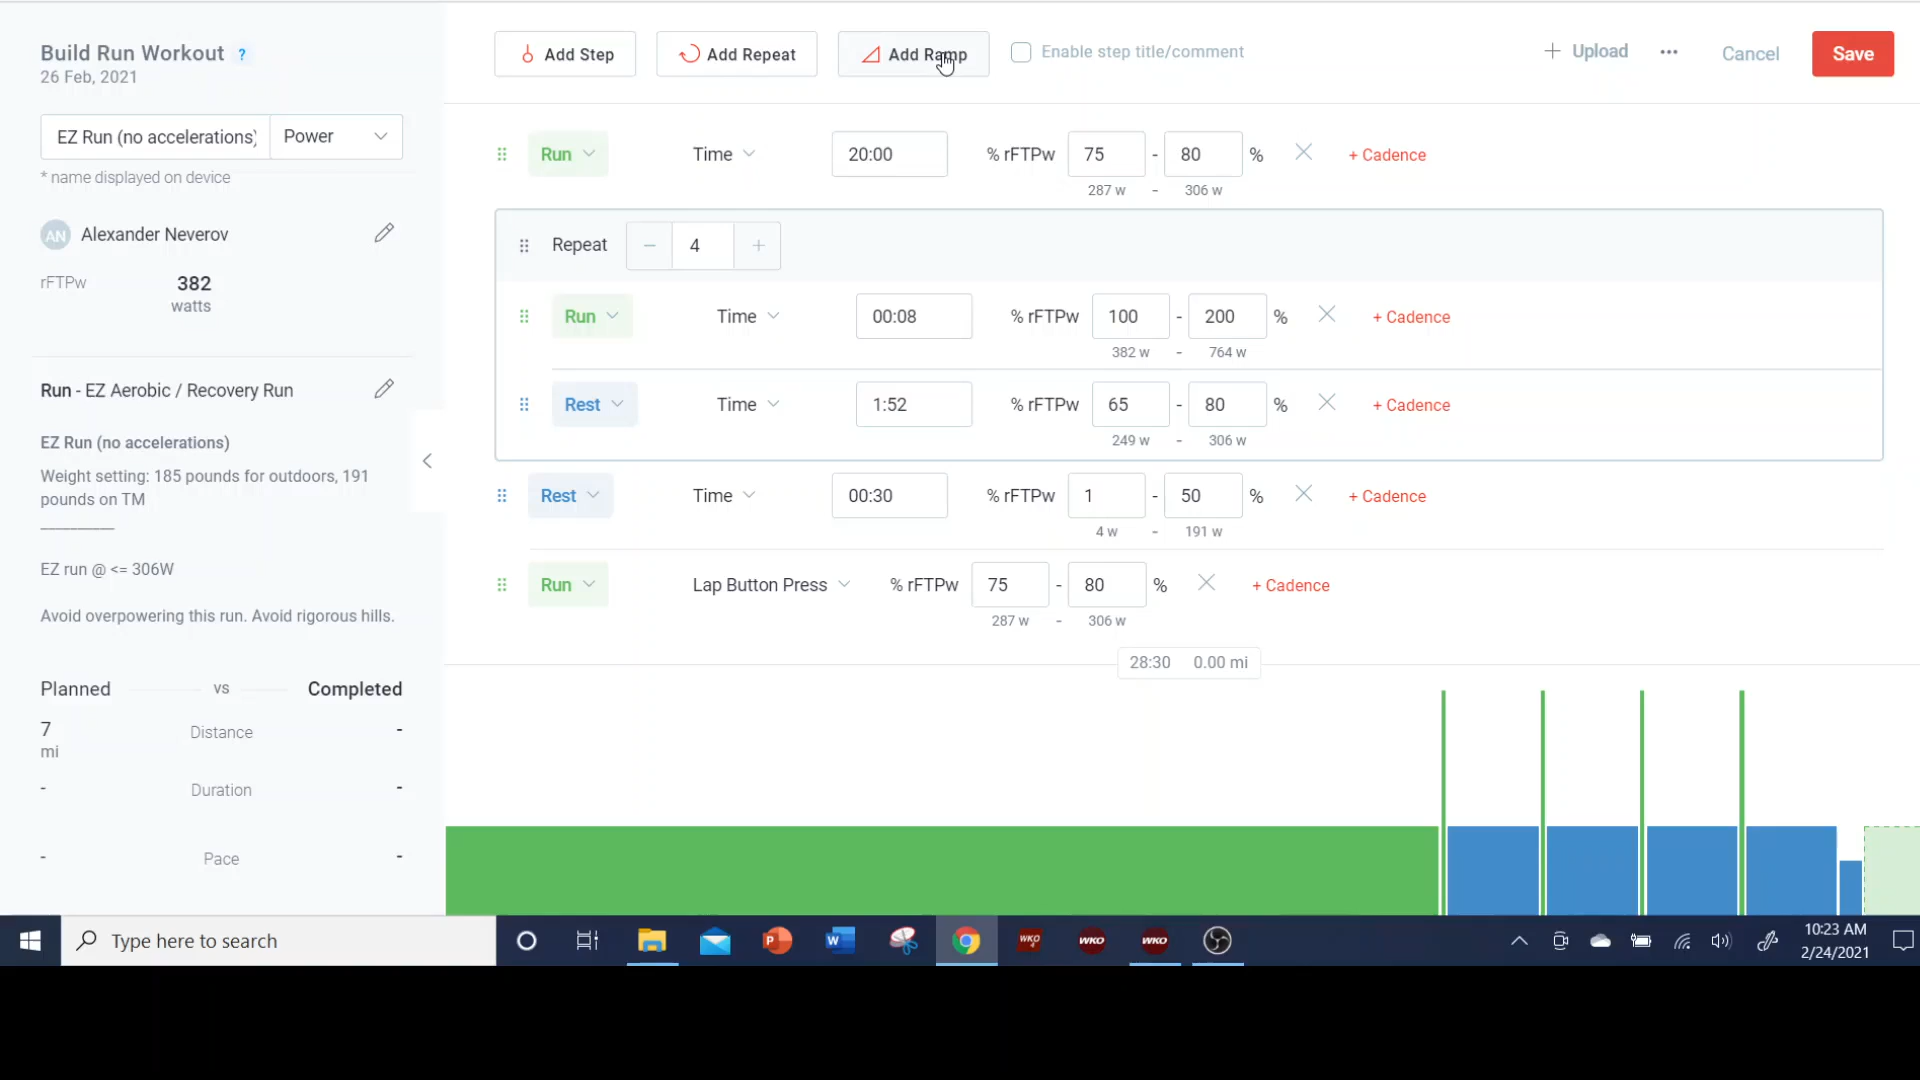 Build Run Workout ?
26 Feb, 2021
EZ Run (no accelerations) Power
* name displayed on device
AN Alexander Neverov
rFTPw 382
watts
Run - EZ Aerobic / Recovery Run
EZ Run (no accelerations)
Weight setting: 185 pounds for outdoors, 191
pounds on TM
__________
EZ run @ <= 306W
Avoid overpowering this run. Avoid rigorous hills.
Planned vs Completed
7 Distance -
mi
- Duration -
- Pace -
Add Step Add Repeat Add Ramp Enable step title/comment + Upload ... Cancel Save
Run Time 20:00 % rFTPw 75 - 80 % + Cadence
287 w - 306 w
Repeat − 4 +
Run Time 00:08 % rFTPw 100 - 200 % + Cadence
382 w - 764 w
Rest Time 1:52 % rFTPw 65 - 80 % + Cadence
249 w - 306 w
Rest Time 00:30 % rFTPw 1 - 50 % + Cadence
4 w - 191 w
Run Lap Button Press % rFTPw 75 - 80 % + Cadence
287 w - 306 w
28:30 0.00 mi
Type here to search P W WKO 4 WKO WKO 10:23 AM
2/24/2021